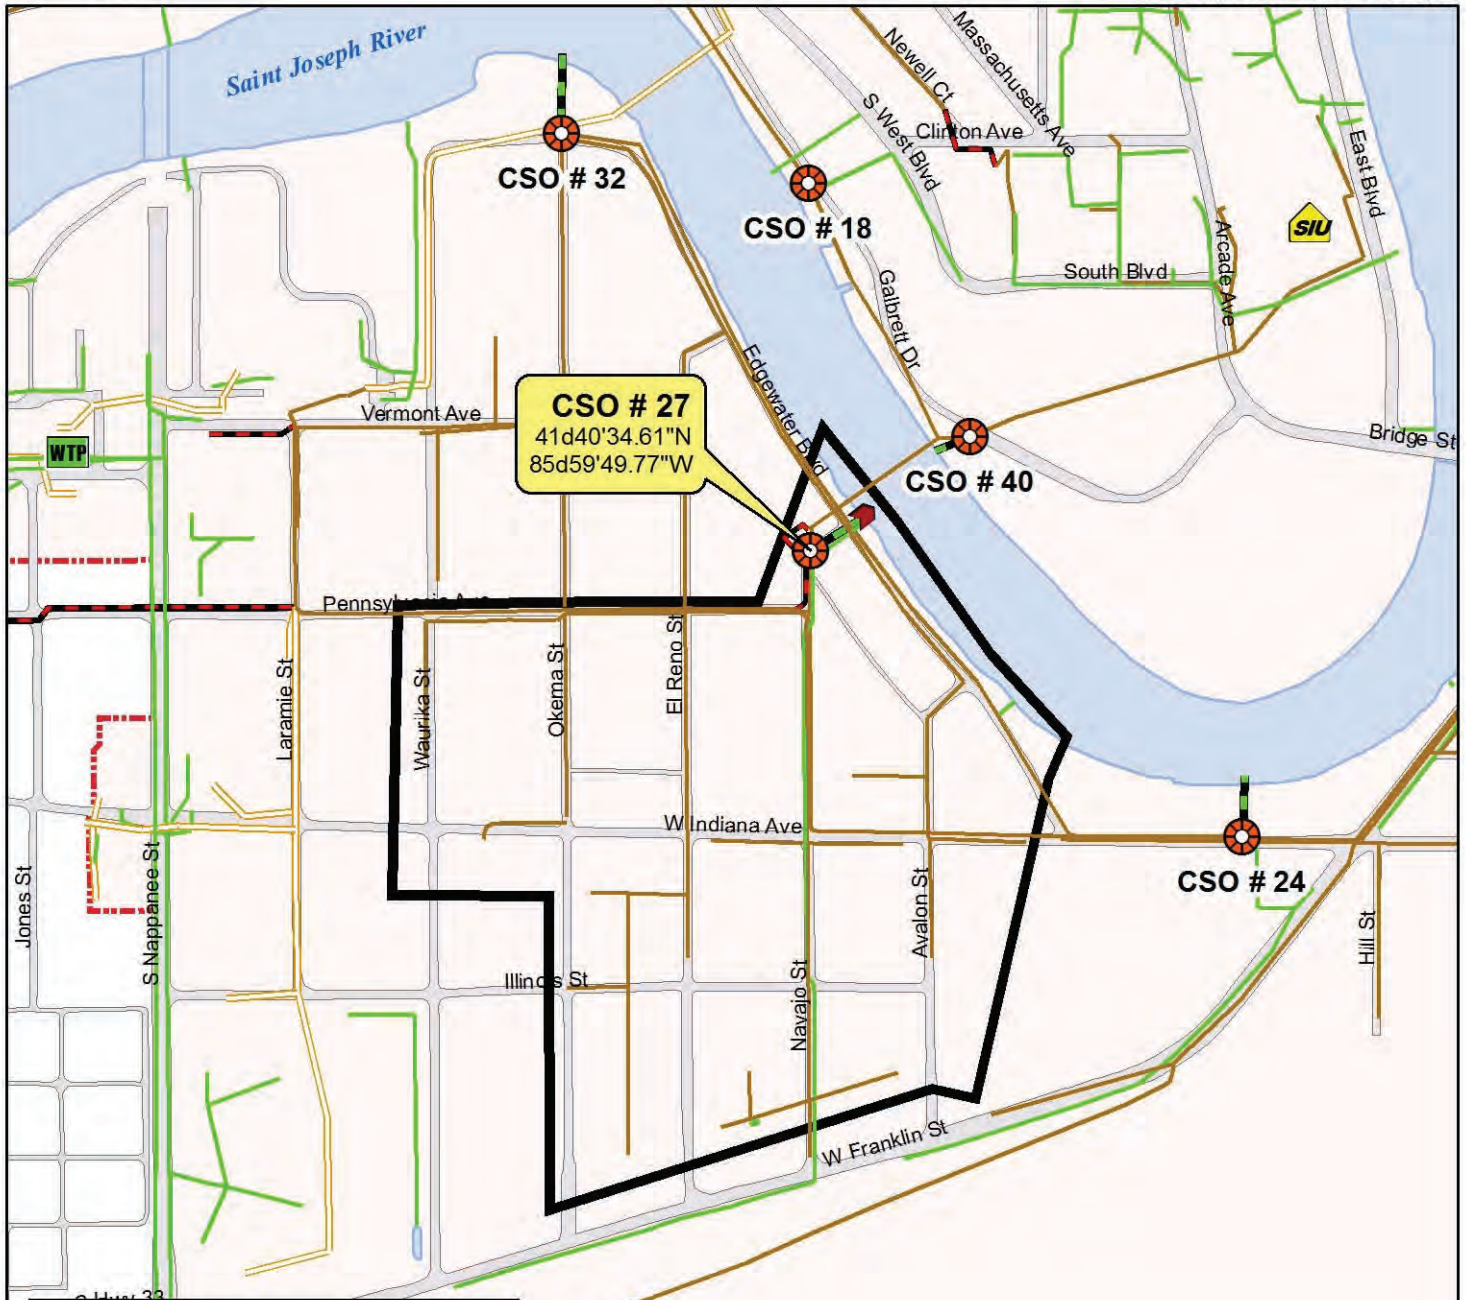 Saint Joseph River
Newell Ct
Massachusetts Ave
S West Blvd
Clinton Ave
East Blvd
CSO # 32
CSO # 18
SIU
Arcade Ave
South Blvd
Galbrett Dr
Edgewater Blvd
CSO # 27
41d40'34.61"N
85d59'49.77"W
Vermont Ave
WTP
Bridge St
CSO # 40
Pennsylvania Ave
Laramie St
Waurika St
Okema St
El Reno St
W Indiana Ave
CSO # 24
Jones St
S Nappanee St
Avalon St
Hill St
Illinois St
Navajo St
W Franklin St